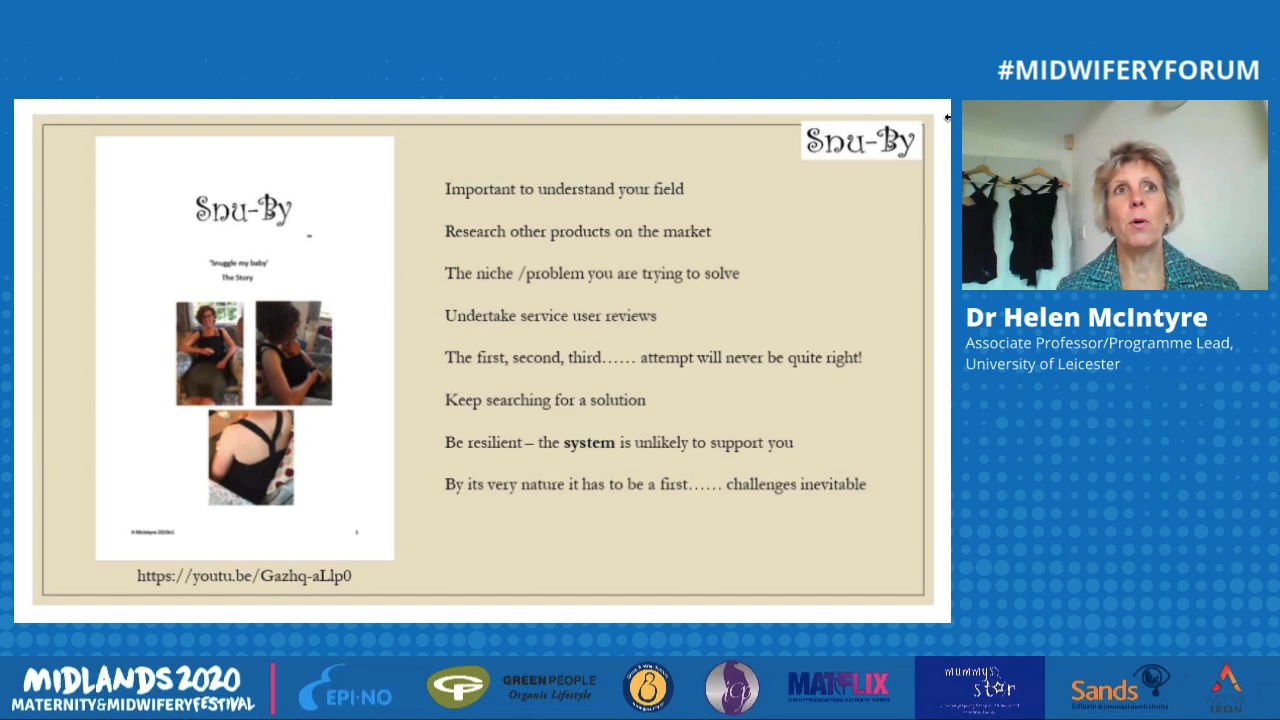 #MIDWIFERYFORUM
Snu-By
Snu-By
'Snuggle my baby'
The Story
Important to understand your field
Research other products on the market
The niche /problem you are trying to solve
Undertake service user reviews
The first, second, third…… attempt will never be quite right!
Keep searching for a solution
Be resilient – the system is unlikely to support you
By its very nature it has to be a first…… challenges inevitable
https://youtu.be/Gazhq-aLlp0
Dr Helen McIntyre
Associate Professor/Programme Lead,
University of Leicester
MIDLANDS 2020
MATERNITY&MIDWIFERYFESTIVAL
EPI·NO
GREEN PEOPLE
Organic Lifestyle
icp
MATFLIX
mummy's
star
Sands